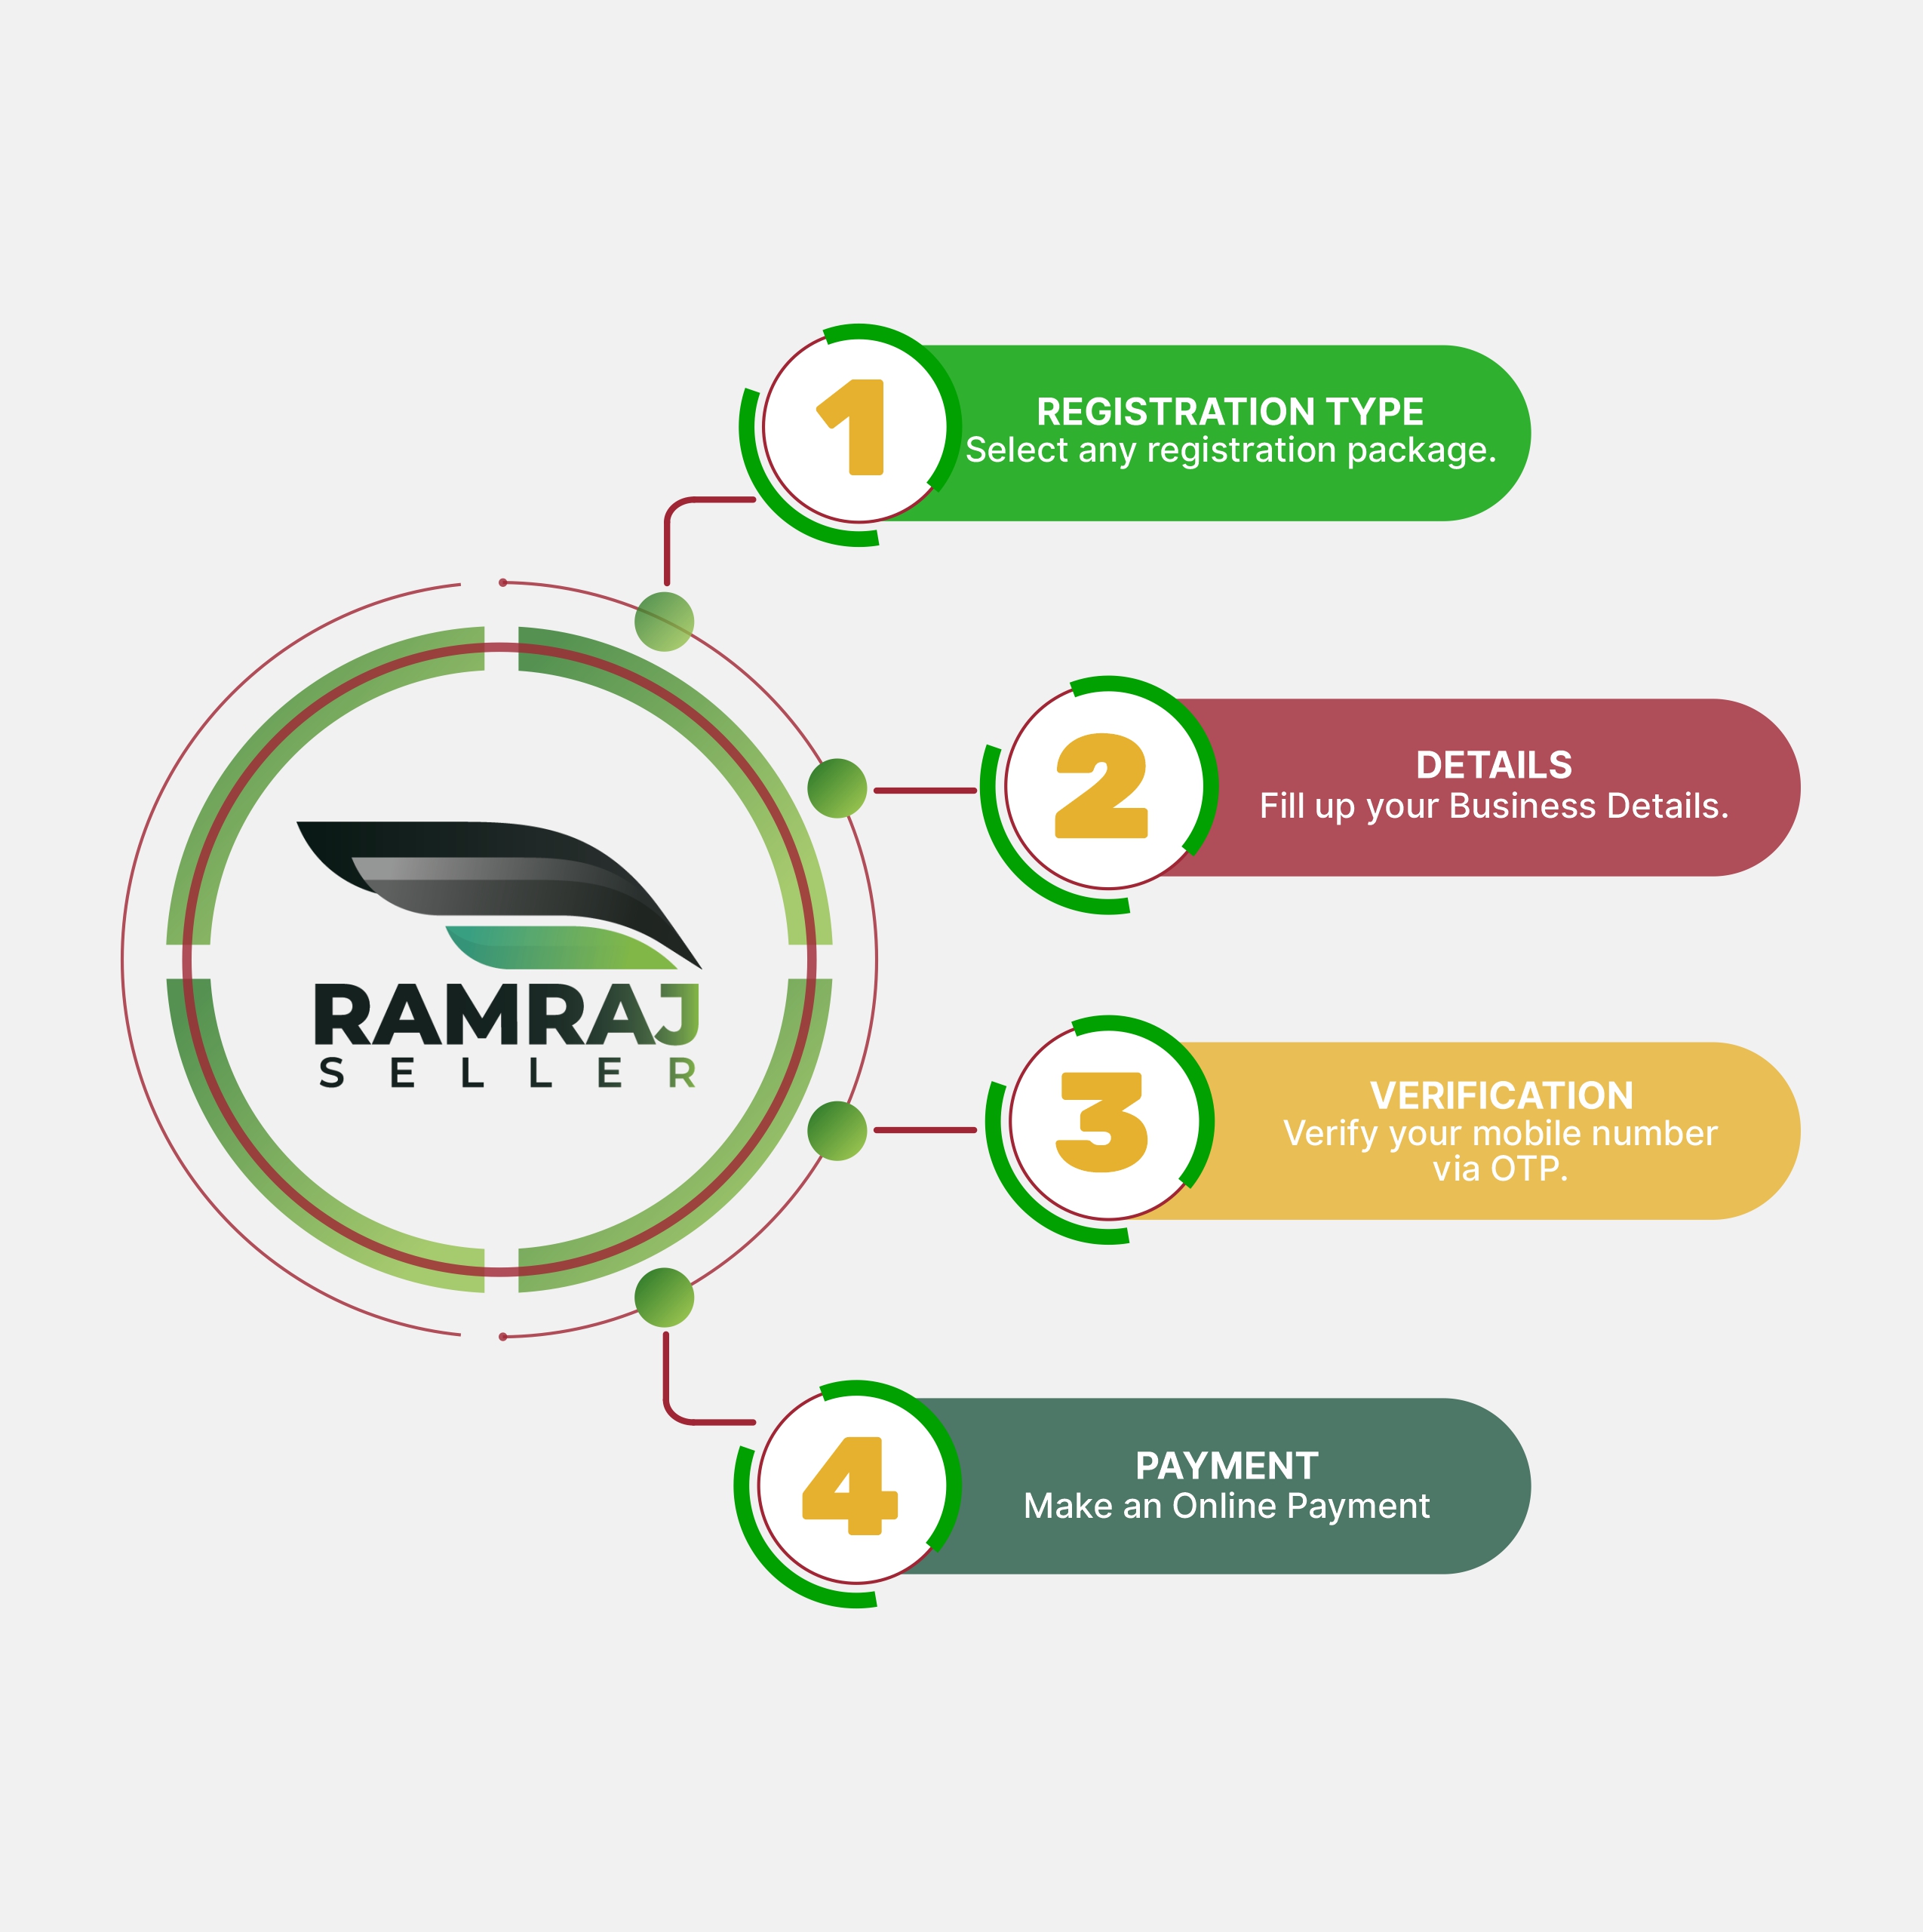 1
REGISTRATION TYPE
Select any registration package.
2
DETAILS
Fill up your Business Details.
RAMRAJ
SELLER
3
VERIFICATION
Verify your mobile number
via OTP.
4
PAYMENT
Make an Online Payment